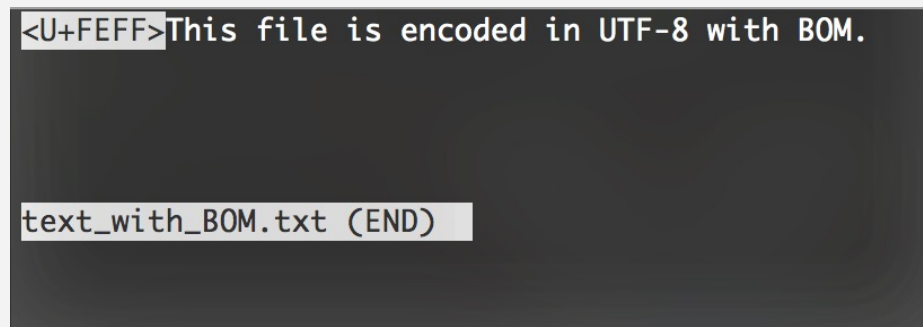 <U+FEFF>This file is encoded in UTF-8 with BOM.
text_with_BOM.txt (END)